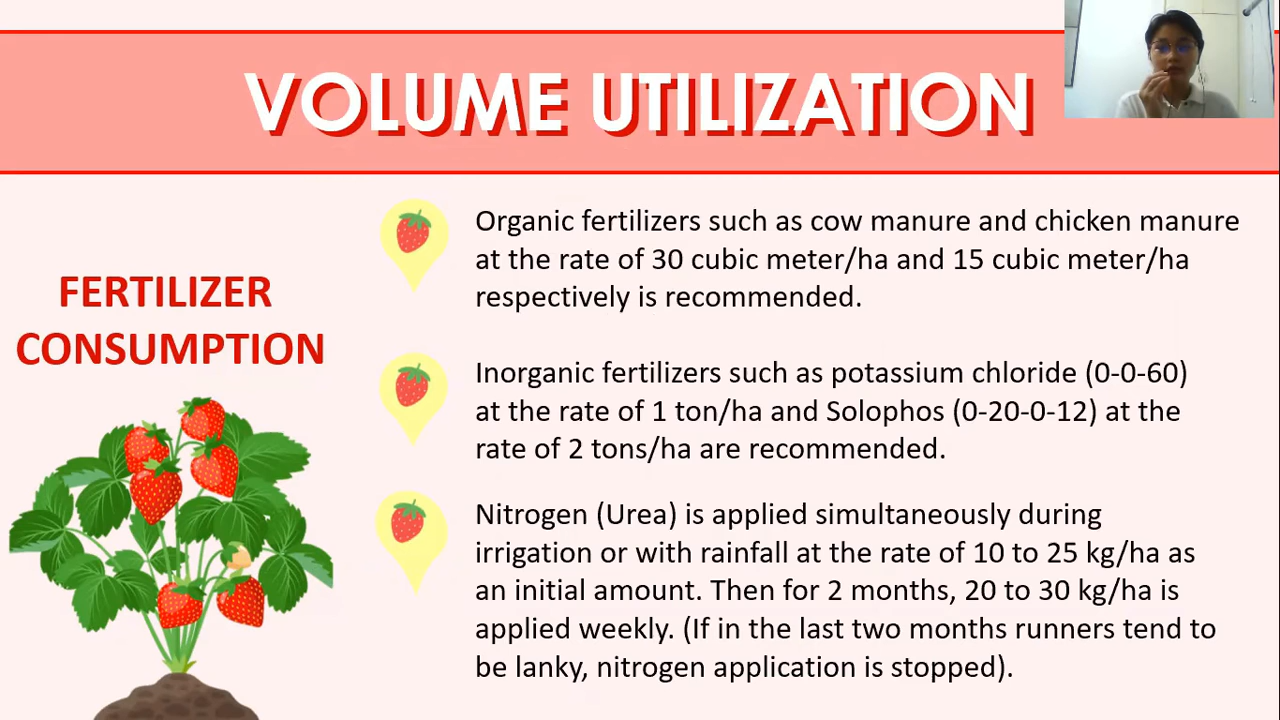 VOLUME UTILIZATION
FERTILIZER
CONSUMPTION
Organic fertilizers such as cow manure and chicken manure
at the rate of 30 cubic meter/ha and 15 cubic meter/ha
respectively is recommended.
Inorganic fertilizers such as potassium chloride (0-0-60)
at the rate of 1 ton/ha and Solophos (0-20-0-12) at the
rate of 2 tons/ha are recommended.
Nitrogen (Urea) is applied simultaneously during
irrigation or with rainfall at the rate of 10 to 25 kg/ha as
an initial amount. Then for 2 months, 20 to 30 kg/ha is
applied weekly. (If in the last two months runners tend to
be lanky, nitrogen application is stopped).